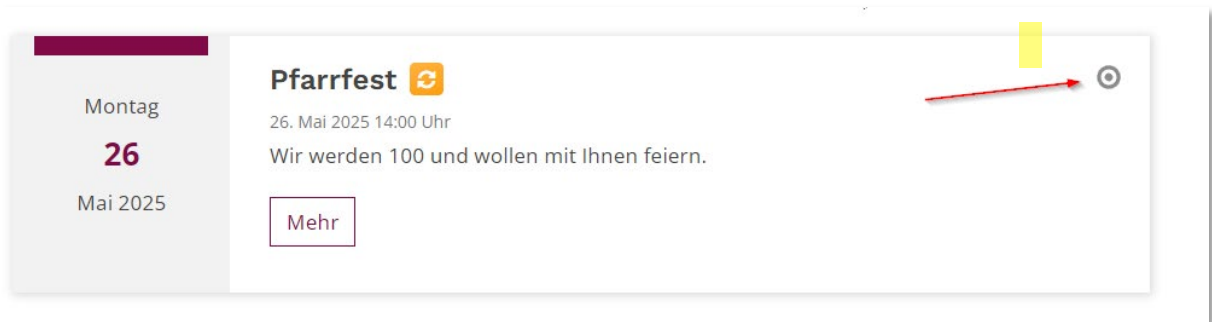 Montag
26
Mai 2025
Pfarrfest
26. Mai 2025 14:00 Uhr
Wir werden 100 und wollen mit Ihnen feiern.
Mehr